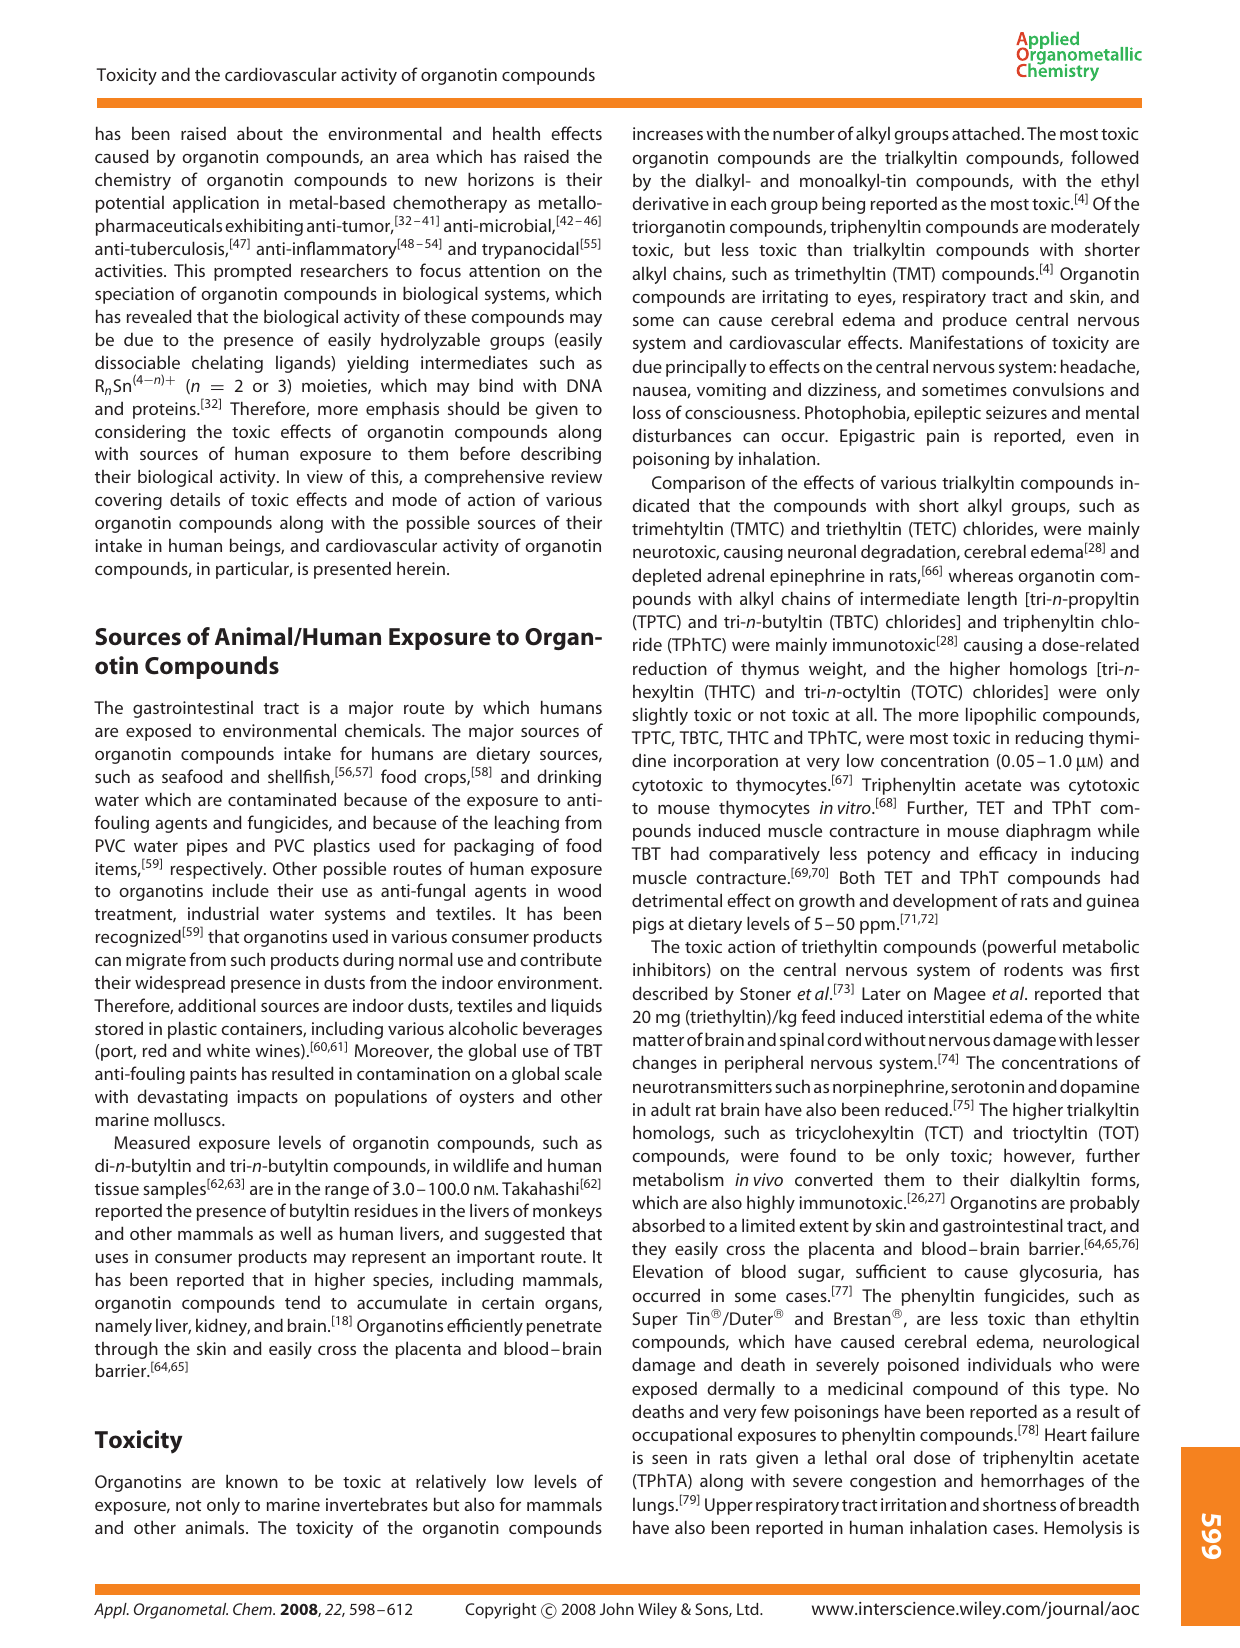 Toxicity and the cardiovascular activity of organotin compounds
Applied
Organometallic
Chemistry
has been raised about the environmental and health effects
caused by organotin compounds, an area which has raised the
chemistry of organotin compounds to new horizons is their
potential application in metal-based chemotherapy as metallo-
pharmaceuticals exhibiting anti-tumor,[32–41] anti-microbial,[42–46]
anti-tuberculosis,[47] anti-inflammatory[48–54] and trypanocidal[55]
activities. This prompted researchers to focus attention on the
speciation of organotin compounds in biological systems, which
has revealed that the biological activity of these compounds may
be due to the presence of easily hydrolyzable groups (easily
dissociable chelating ligands) yielding intermediates such as
RnSn(4−n)+ (n = 2 or 3) moieties, which may bind with DNA
and proteins.[32] Therefore, more emphasis should be given to
considering the toxic effects of organotin compounds along
with sources of human exposure to them before describing
their biological activity. In view of this, a comprehensive review
covering details of toxic effects and mode of action of various
organotin compounds along with the possible sources of their
intake in human beings, and cardiovascular activity of organotin
compounds, in particular, is presented herein.
Sources of Animal/Human Exposure to Organ-
otin Compounds
The gastrointestinal tract is a major route by which humans
are exposed to environmental chemicals. The major sources of
organotin compounds intake for humans are dietary sources,
such as seafood and shellfish,[56,57] food crops,[58] and drinking
water which are contaminated because of the exposure to anti-
fouling agents and fungicides, and because of the leaching from
PVC water pipes and PVC plastics used for packaging of food
items,[59] respectively. Other possible routes of human exposure
to organotins include their use as anti-fungal agents in wood
treatment, industrial water systems and textiles. It has been
recognized[59] that organotins used in various consumer products
can migrate from such products during normal use and contribute
their widespread presence in dusts from the indoor environment.
Therefore, additional sources are indoor dusts, textiles and liquids
stored in plastic containers, including various alcoholic beverages
(port, red and white wines).[60,61] Moreover, the global use of TBT
anti-fouling paints has resulted in contamination on a global scale
with devastating impacts on populations of oysters and other
marine molluscs.
Measured exposure levels of organotin compounds, such as
di-n-butyltin and tri-n-butyltin compounds, in wildlife and human
tissue samples[62,63] are in the range of 3.0–100.0 nM. Takahashi[62]
reported the presence of butyltin residues in the livers of monkeys
and other mammals as well as human livers, and suggested that
uses in consumer products may represent an important route. It
has been reported that in higher species, including mammals,
organotin compounds tend to accumulate in certain organs,
namely liver, kidney, and brain.[18] Organotins efficiently penetrate
through the skin and easily cross the placenta and blood–brain
barrier.[64,65]
Toxicity
Organotins are known to be toxic at relatively low levels of
exposure, not only to marine invertebrates but also for mammals
and other animals. The toxicity of the organotin compounds
increases with the number of alkyl groups attached. The most toxic
organotin compounds are the trialkyltin compounds, followed
by the dialkyl- and monoalkyl-tin compounds, with the ethyl
derivative in each group being reported as the most toxic.[4] Of the
triorganotin compounds, triphenyltin compounds are moderately
toxic, but less toxic than trialkyltin compounds with shorter
alkyl chains, such as trimethyltin (TMT) compounds.[4] Organotin
compounds are irritating to eyes, respiratory tract and skin, and
some can cause cerebral edema and produce central nervous
system and cardiovascular effects. Manifestations of toxicity are
due principally to effects on the central nervous system: headache,
nausea, vomiting and dizziness, and sometimes convulsions and
loss of consciousness. Photophobia, epileptic seizures and mental
disturbances can occur. Epigastric pain is reported, even in
poisoning by inhalation.
Comparison of the effects of various trialkyltin compounds in-
dicated that the compounds with short alkyl groups, such as
trimehtyltin (TMTC) and triethyltin (TETC) chlorides, were mainly
neurotoxic, causing neuronal degradation, cerebral edema[28] and
depleted adrenal epinephrine in rats,[66] whereas organotin com-
pounds with alkyl chains of intermediate length [tri-n-propyltin
(TPTC) and tri-n-butyltin (TBTC) chlorides] and triphenyltin chlo-
ride (TPhTC) were mainly immunotoxic[28] causing a dose-related
reduction of thymus weight, and the higher homologs [tri-n-
hexyltin (THTC) and tri-n-octyltin (TOTC) chlorides] were only
slightly toxic or not toxic at all. The more lipophilic compounds,
TPTC, TBTC, THTC and TPhTC, were most toxic in reducing thymi-
dine incorporation at very low concentration (0.05–1.0 μM) and
cytotoxic to thymocytes.[67] Triphenyltin acetate was cytotoxic
to mouse thymocytes in vitro.[68] Further, TET and TPhT com-
pounds induced muscle contracture in mouse diaphragm while
TBT had comparatively less potency and efficacy in inducing
muscle contracture.[69,70] Both TET and TPhT compounds had
detrimental effect on growth and development of rats and guinea
pigs at dietary levels of 5–50 ppm.[71,72]
The toxic action of triethyltin compounds (powerful metabolic
inhibitors) on the central nervous system of rodents was first
described by Stoner et al.[73] Later on Magee et al. reported that
20 mg (triethyltin)/kg feed induced interstitial edema of the white
matter of brain and spinal cord without nervous damage with lesser
changes in peripheral nervous system.[74] The concentrations of
neurotransmitters such as norpinephrine, serotonin and dopamine
in adult rat brain have also been reduced.[75] The higher trialkyltin
homologs, such as tricyclohexyltin (TCT) and trioctyltin (TOT)
compounds, were found to be only toxic; however, further
metabolism in vivo converted them to their dialkyltin forms,
which are also highly immunotoxic.[26,27] Organotins are probably
absorbed to a limited extent by skin and gastrointestinal tract, and
they easily cross the placenta and blood–brain barrier.[64,65,76]
Elevation of blood sugar, sufficient to cause glycosuria, has
occurred in some cases.[77] The phenyltin fungicides, such as
Super Tin®/Duter® and Brestan®, are less toxic than ethyltin
compounds, which have caused cerebral edema, neurological
damage and death in severely poisoned individuals who were
exposed dermally to a medicinal compound of this type. No
deaths and very few poisonings have been reported as a result of
occupational exposures to phenyltin compounds.[78] Heart failure
is seen in rats given a lethal oral dose of triphenyltin acetate
(TPhTA) along with severe congestion and hemorrhages of the
lungs.[79] Upper respiratory tract irritation and shortness of breadth
have also been reported in human inhalation cases. Hemolysis is
599
Appl. Organometal. Chem. 2008, 22, 598–612
Copyright © 2008 John Wiley & Sons, Ltd.
www.interscience.wiley.com/journal/aoc